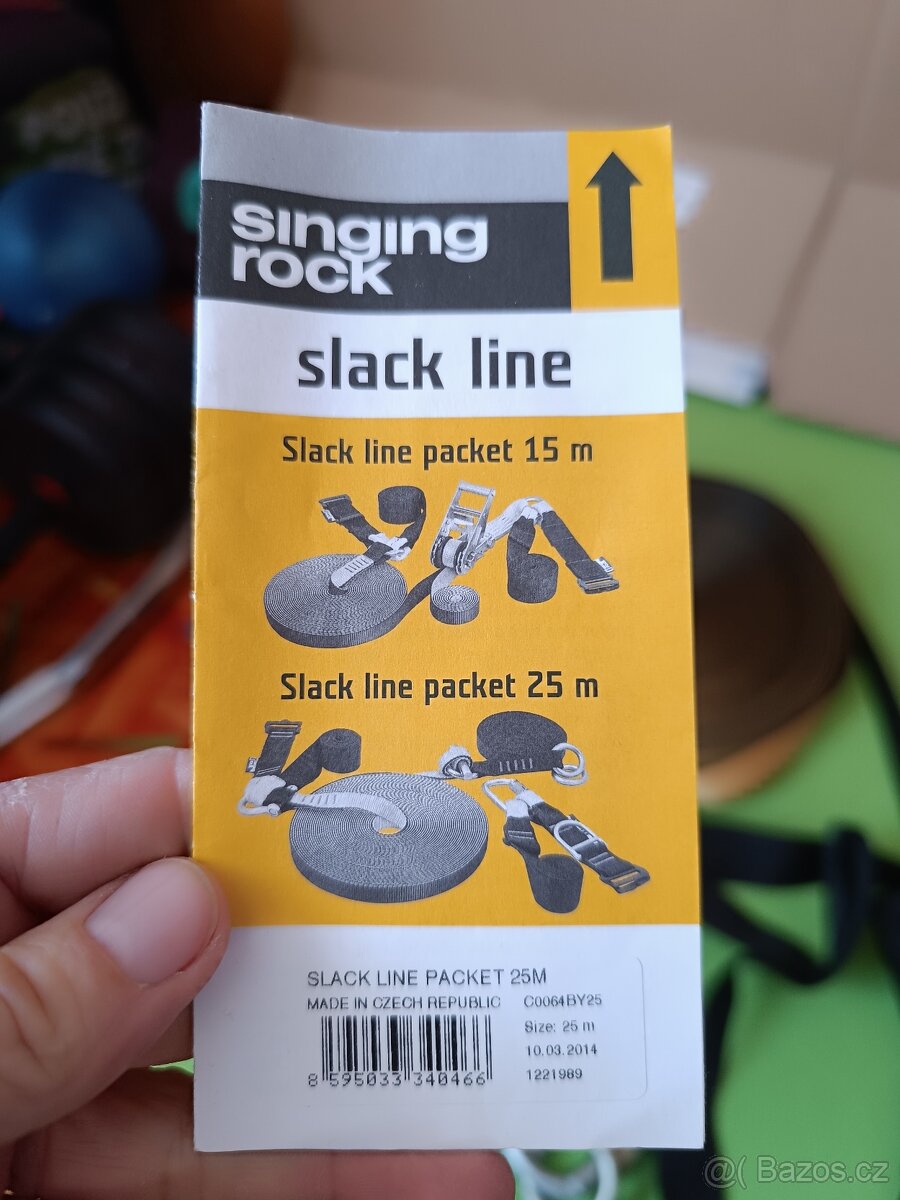 singing
rock
slack line
Slack line packet 15 m
Slack line packet 25 m
SLACK LINE PACKET 25M
MADE IN CZECH REPUBLIC C0064BY25
Size: 25 m
10.03.2014
8 595033 340466 1221989
@( Bazos.cz